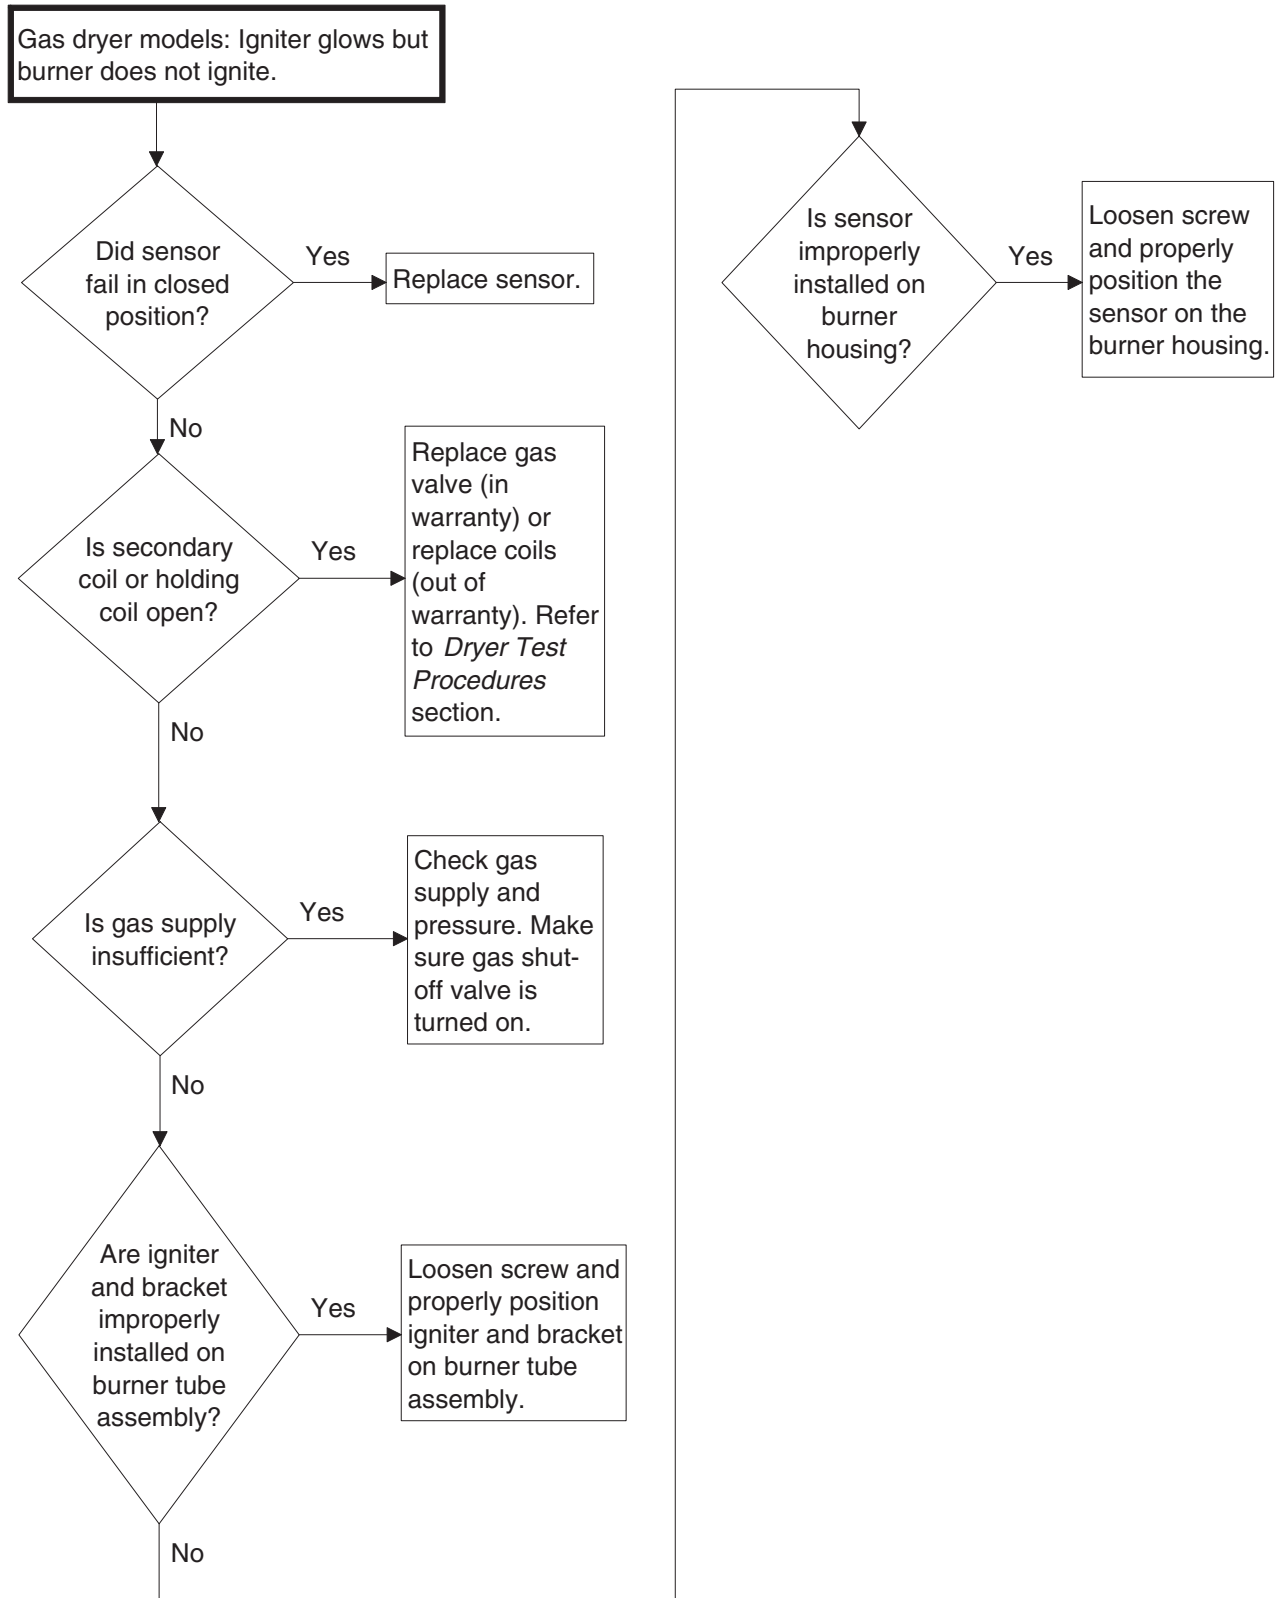 Gas dryer models: Igniter glows but
burner does not ignite.
Did sensor
fail in closed
position?
Yes
Replace sensor.
No
Is secondary
coil or holding
coil open?
Yes
Replace gas
valve (in
warranty) or
replace coils
(out of
warranty). Refer
to Dryer Test
Procedures
section.
No
Is gas supply
insufficient?
Yes
Check gas
supply and
pressure. Make
sure gas shut-
off valve is
turned on.
No
Are igniter
and bracket
improperly
installed on
burner tube
assembly?
Yes
Loosen screw and
properly position
igniter and bracket
on burner tube
assembly.
No
Is sensor
improperly
installed on
burner
housing?
Yes
Loosen screw
and properly
position the
sensor on the
burner housing.